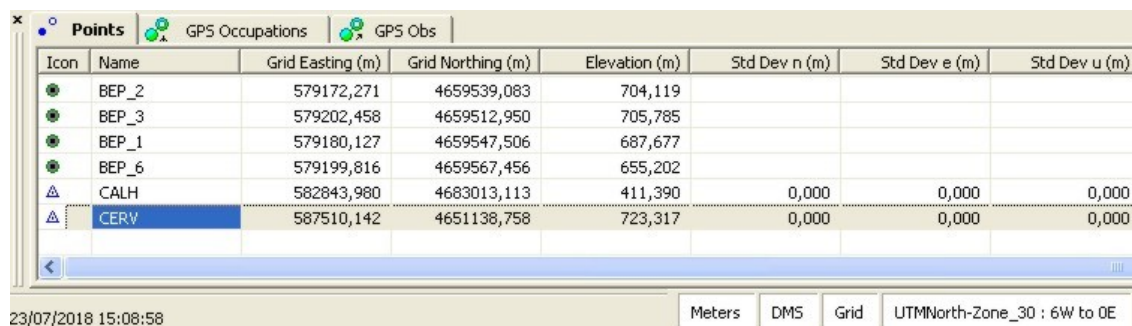 Points GPS Occupations GPS Obs
Icon Name Grid Easting (m) Grid Northing (m) Elevation (m) Std Dev n (m) Std Dev e (m) Std Dev u (m)
BEP_2 579172,271 4659539,083 704,119
BEP_3 579202,458 4659512,950 705,785
BEP_1 579180,127 4659547,506 687,677
BEP_6 579199,816 4659567,456 655,202
CALH 582843,980 4683013,113 411,390 0,000 0,000 0,000
CERV 587510,142 4651138,758 723,317 0,000 0,000 0,000
23/07/2018 15:08:58 Meters DMS Grid UTMNorth-Zone_30 : 6W to 0E